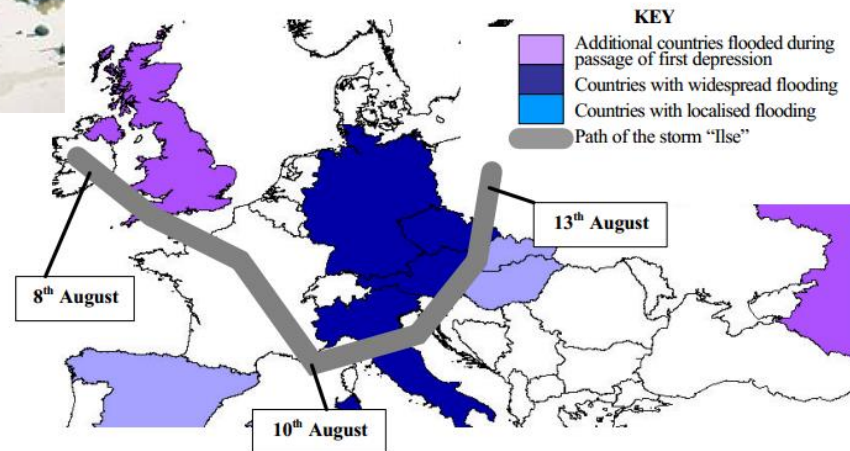 KEY
Additional countries flooded during
passage of first depression
Countries with widespread flooding
Countries with localised flooding
Path of the storm “Ilse”
13th August
8th August
10th August